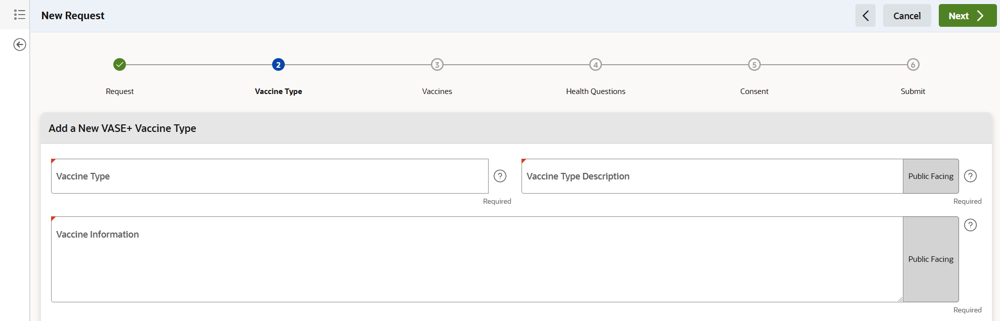 New Request
Cancel
Next
2
3
4
5
6
Request
Vaccine Type
Vaccines
Health Questions
Consent
Submit
Add a New VASE+ Vaccine Type
Vaccine Type
?
Vaccine Type Description
Public Facing
?
Required
Required
Vaccine Information
?
Public Facing
Required